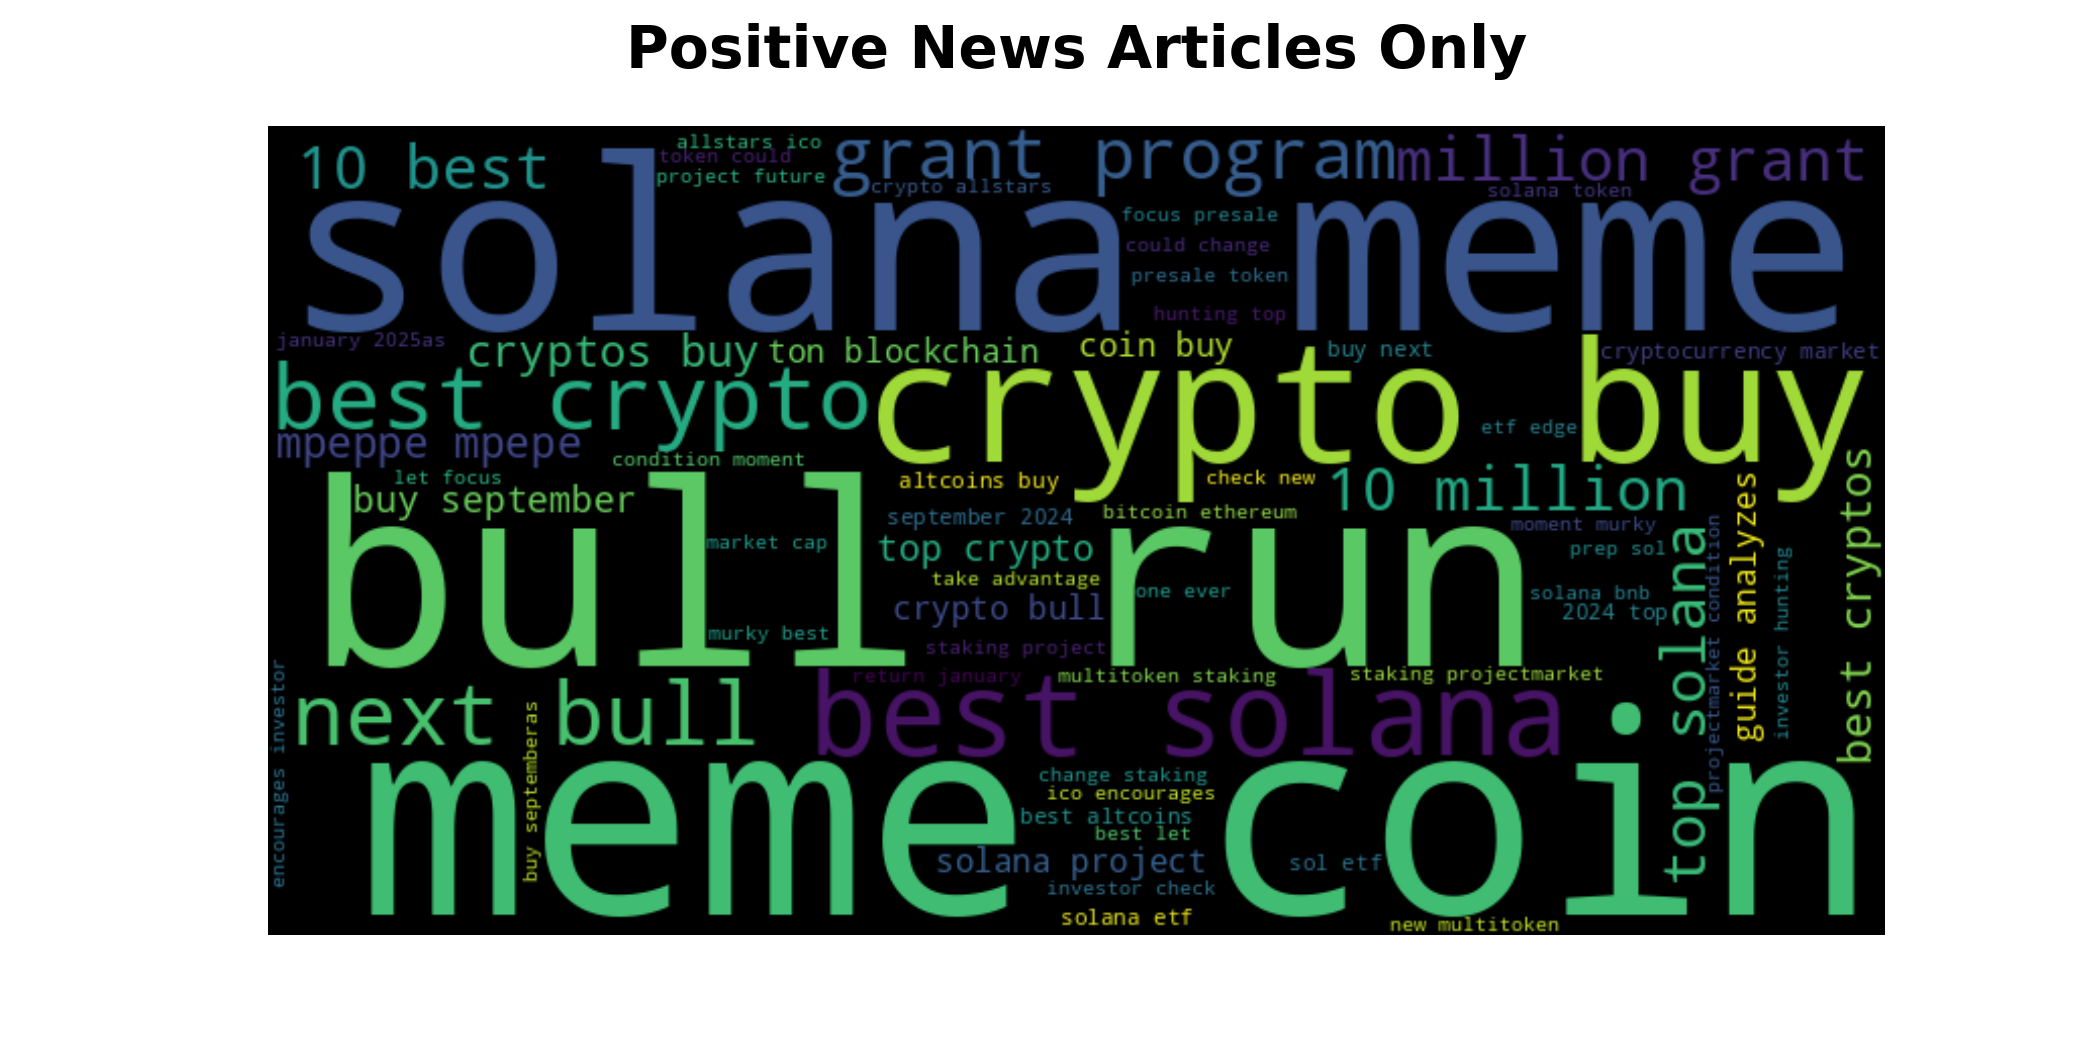 Positive News Articles Only
allstars ico
token could
project future
10 best
grant program
million grant
crypto allstars
solana token
solana meme
focus presale
could change
presale token
hunting top
january 2025as
cryptos buy
ton blockchain
coin buy
buy next
cryptocurrency market
best crypto
crypto buy
mpeppe mpepe
etf edge
condition moment
let focus
buy september
altcoins buy
check new
10 million
september 2024
bitcoin ethereum
moment murky
bull run
market cap
top crypto
prep sol
take advantage
one ever
solana bnb
crypto bull
2024 top
murky best
staking project
return january
multitoken staking
staking projectmarket
next bull
best solana
top solana
projectmarket condition
guide analyzes
investor hunting
best cryptos
encourages investor
buy septemberas
meme coin
change staking
ico encourages
best altcoins
best let
solana project
sol etf
investor check
solana etf
new multitoken